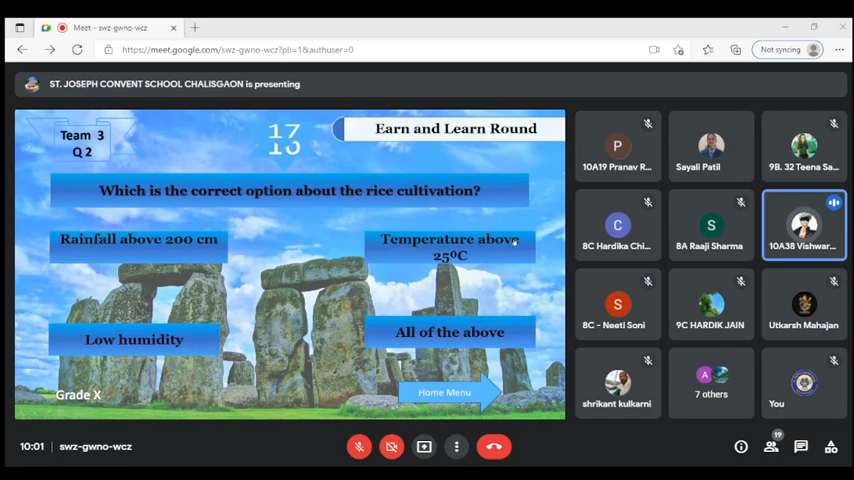 Meet – swz-gwno-wcz
https://meet.google.com/swz-gwno-wcz?pli=1&authuser=0
Not syncing
ST. JOSEPH CONVENT SCHOOL CHALISGAON is presenting
Team 3
Q 2
17
Earn and Learn Round
Which is the correct option about the rice cultivation?
Rainfall above 200 cm
Temperature above
25⁰C
Low humidity
All of the above
Grade X
Home Menu
P
10A19 Pranav R...
Sayali Patil
9B. 32 Teena Sa...
C
8C Hardika Chi...
S
8A Raaji Sharma
10A38 Vishwar...
S
8C - Neeti Soni
9C HARDIK JAIN
Utkarsh Mahajan
shrikant kulkarni
A
7 others
You
10:01
swz-gwno-wcz
19